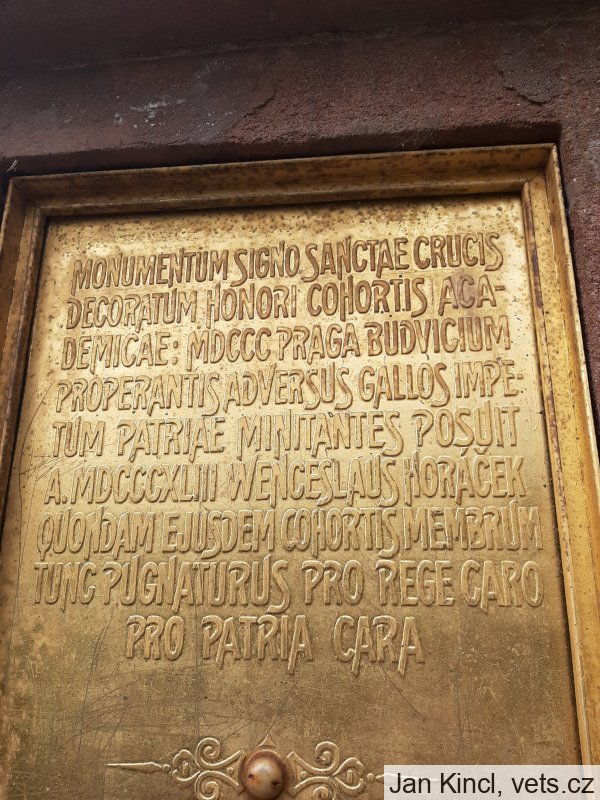 MONUMENTUM SIGNO SANCTAE CRUCIS
DECORATUM HONORI COHORTIS ACA-
DEMICAE: MDCCC PRAGA BUDVICIUM
PROPERANTIS ADVERSUS GALLOS IMPE-
TUM PATRIAE MINITANTES POSUIT
A. MDCCCXLIII WENCESLAUS HORÁČEK
QUONDAM EJUSDEM COHORTIS MEMBRUM
TUNC PUGNATURUS PRO REGE CARO
PRO PATRIA CARA
Jan Kincl, vets.cz